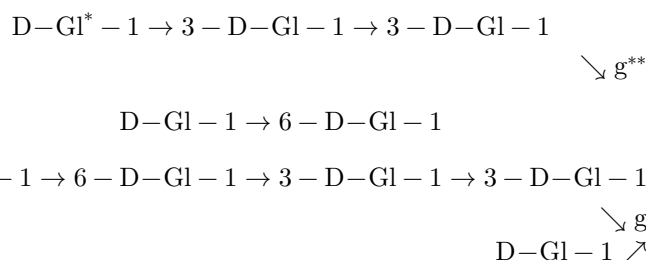 D−Gl* − 1 → 3 − D−Gl − 1 → 3 − D−Gl − 1
↘ g**
D−Gl − 1 → 6 − D−Gl − 1
− 1 → 6 − D−Gl − 1 → 3 − D−Gl − 1 → 3 − D−Gl − 1
↘ g
D−Gl − 1 ↗